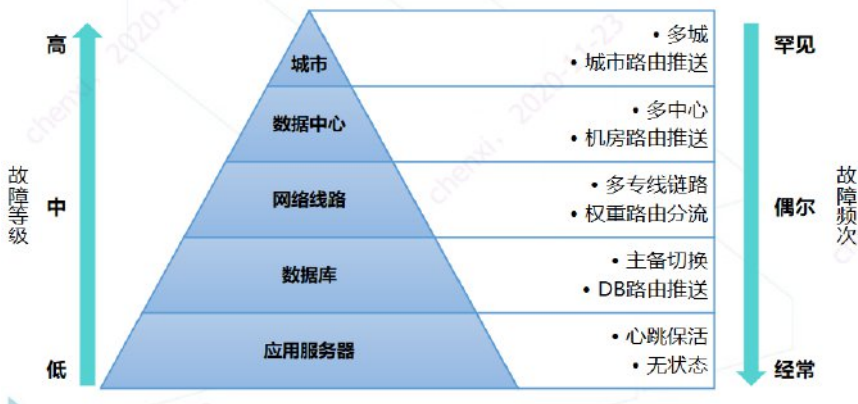 高
中
低
故障等级
城市
数据中心
网络线路
数据库
应用服务器
• 多城
• 城市路由推送
• 多中心
• 机房路由推送
• 多专线链路
• 权重路由分流
• 主备切换
• DB路由推送
• 心跳保活
• 无状态
罕见
偶尔
经常
故障频次
chenxi、2020-11-23